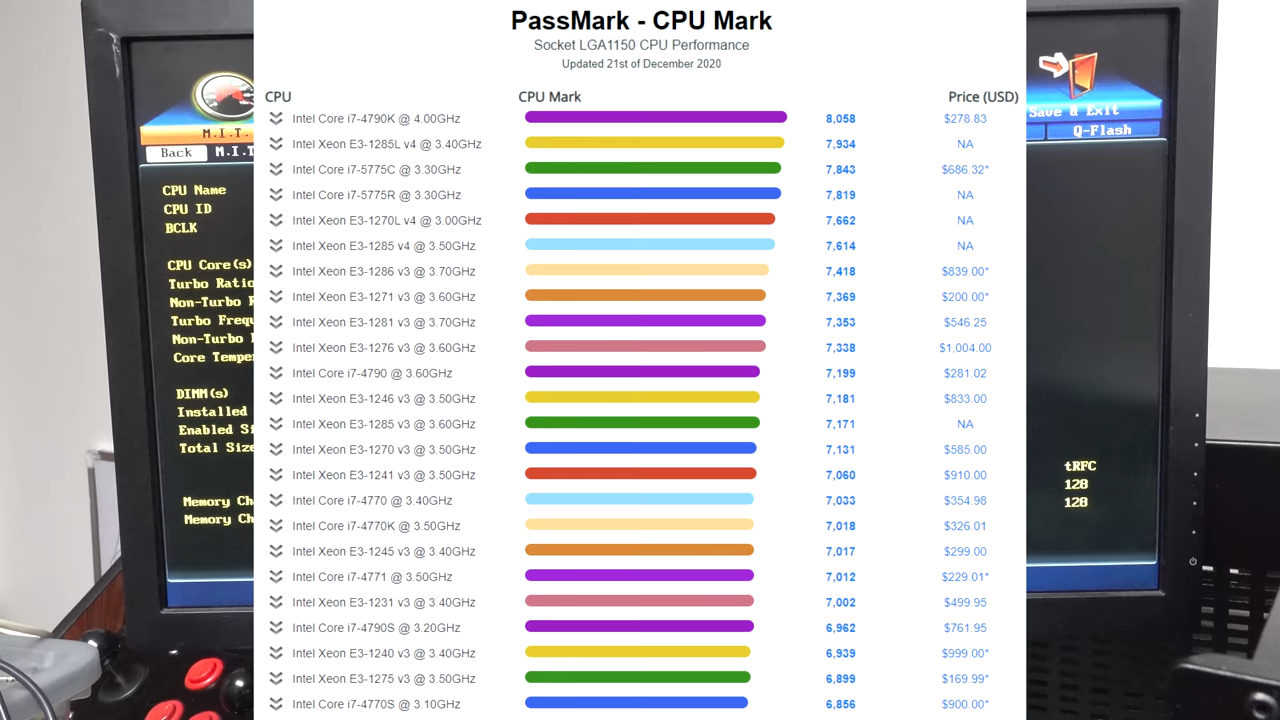 PassMark - CPU Mark
Socket LGA1150 CPU Performance
Updated 21st of December 2020
CPU CPU Mark Price (USD)
Intel Core i7-4790K @ 4.00GHz 8,058 $278.83
Intel Xeon E3-1285L v4 @ 3.40GHz 7,934 NA
Intel Core i7-5775C @ 3.30GHz 7,843 $686.32*
Intel Core i7-5775R @ 3.30GHz 7,819 NA
Intel Xeon E3-1270L v4 @ 3.00GHz 7,662 NA
Intel Xeon E3-1285 v4 @ 3.50GHz 7,614 NA
Intel Xeon E3-1286 v3 @ 3.70GHz 7,418 $839.00*
Intel Xeon E3-1271 v3 @ 3.60GHz 7,369 $200.00*
Intel Xeon E3-1281 v3 @ 3.70GHz 7,353 $546.25
Intel Xeon E3-1276 v3 @ 3.60GHz 7,338 $1,004.00
Intel Core i7-4790 @ 3.60GHz 7,199 $281.02
Intel Xeon E3-1246 v3 @ 3.50GHz 7,181 $833.00
Intel Xeon E3-1285 v3 @ 3.60GHz 7,171 NA
Intel Xeon E3-1270 v3 @ 3.50GHz 7,131 $585.00
Intel Xeon E3-1241 v3 @ 3.50GHz 7,060 $910.00
Intel Core i7-4770 @ 3.40GHz 7,033 $354.98
Intel Core i7-4770K @ 3.50GHz 7,018 $326.01
Intel Xeon E3-1245 v3 @ 3.40GHz 7,017 $299.00
Intel Core i7-4771 @ 3.50GHz 7,012 $229.01*
Intel Xeon E3-1231 v3 @ 3.40GHz 7,002 $499.95
Intel Core i7-4790S @ 3.20GHz 6,962 $761.95
Intel Xeon E3-1240 v3 @ 3.40GHz 6,939 $999.00*
Intel Xeon E3-1275 v3 @ 3.50GHz 6,899 $169.99*
Intel Core i7-4770S @ 3.10GHz 6,856 $900.00*
M.I.T.
Back M.I.T
CPU Name
CPU ID
BCLK
CPU Core(s)
Turbo Ratio
Non-Turbo
Turbo Frequ
Non-Turbo
Core Temper
DIMM(s)
Installed
Enabled Si
Total Size
Memory Ch
Memory Ch
Save & Exit
Q-Flash
tRFC
128
128